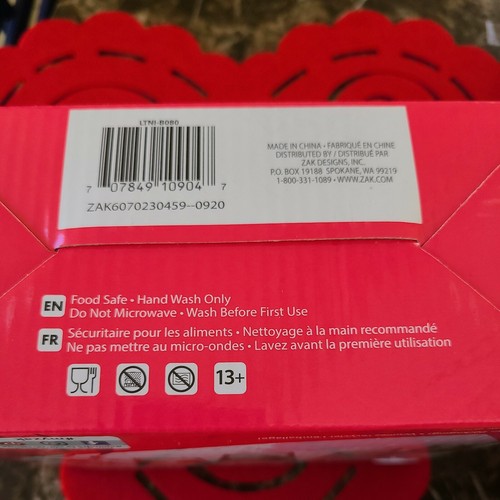 LTNI-B080
7 07849 10904 7
ZAK6070230459--0920
MADE IN CHINA • FABRIQUÉ EN CHINE
DISTRIBUTED BY / DISTRIBUÉ PAR
ZAK DESIGNS, INC.
P.O. BOX 19188 SPOKANE, WA 99219
1-800-331-1089 • WWW.ZAK.COM
EN Food Safe • Hand Wash Only
Do Not Microwave • Wash Before First Use
FR Sécuritaire pour les aliments • Nettoyage à la main recommandé
Ne pas mettre au micro-ondes • Lavez avant la première utilisation
13+